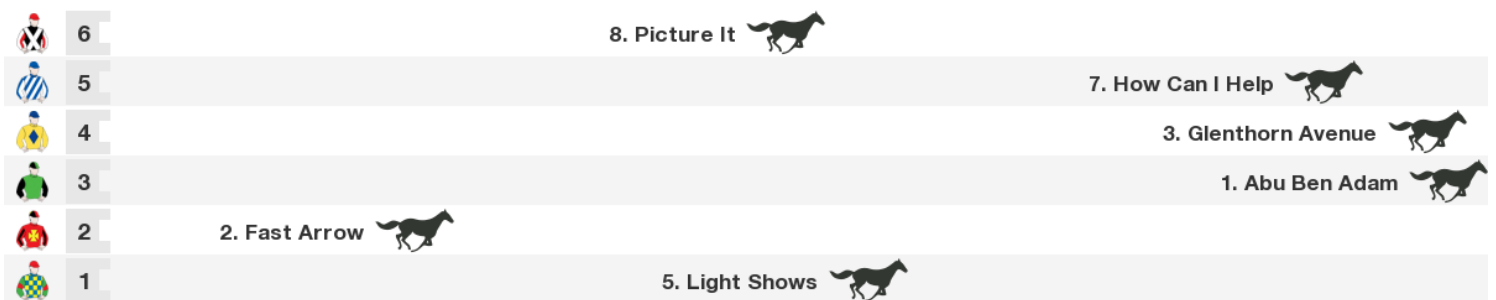 6 8. Picture It
5 7. How Can I Help
4 3. Glenthorn Avenue
3 1. Abu Ben Adam
2 2. Fast Arrow
1 5. Light Shows